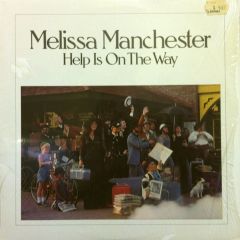 Melissa Manchester
Help Is On The Way